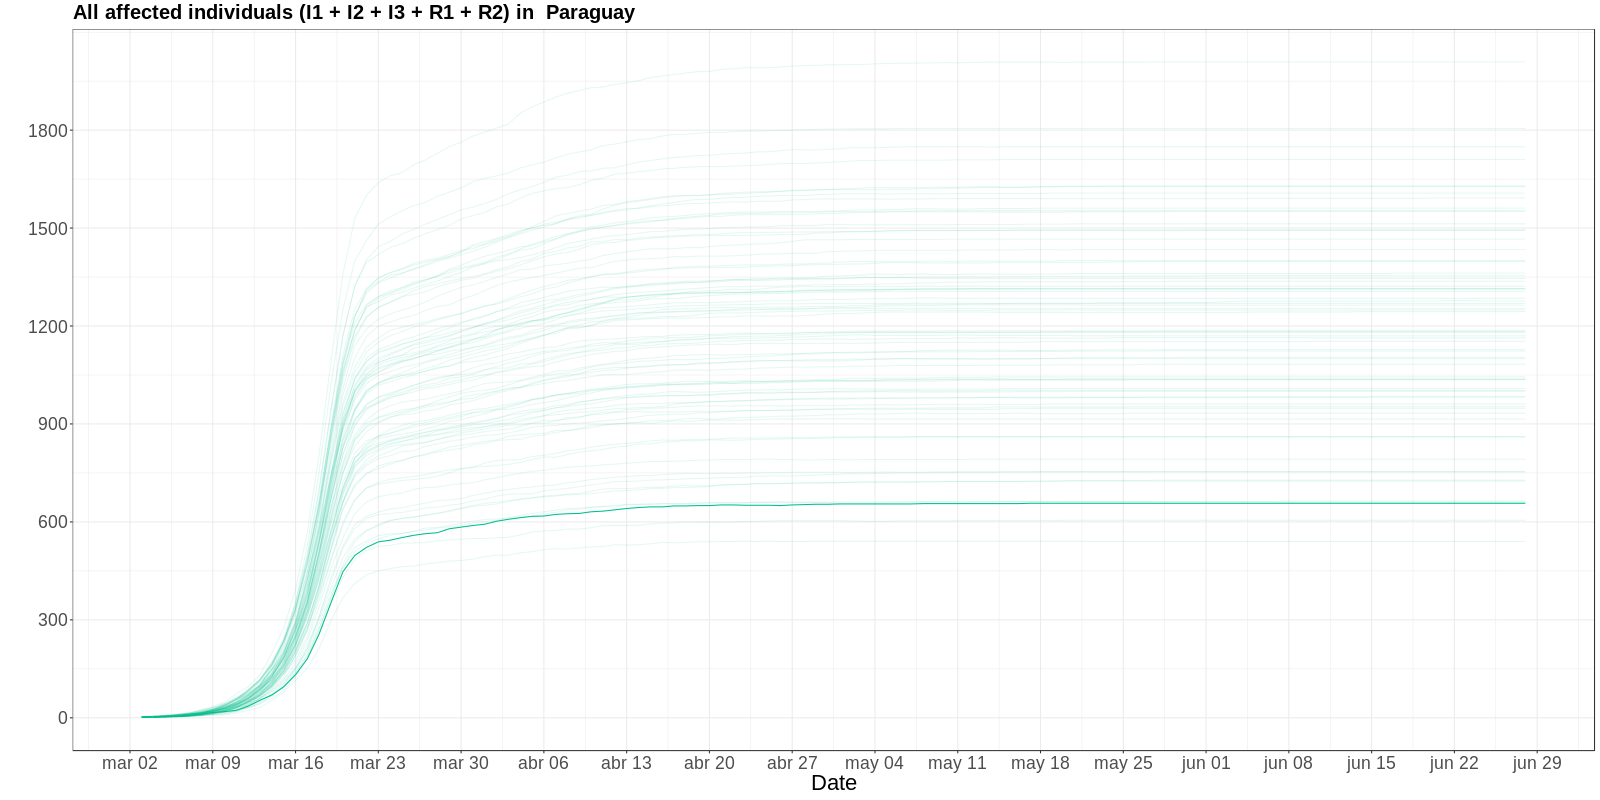 All affected individuals (I1 + I2 + I3 + R1 + R2) in  Paraguay
1800
1500
1200
900
600
300
0
mar 02 mar 09 mar 16 mar 23 mar 30 abr 06 abr 13 abr 20 abr 27 may 04 may 11 may 18 may 25 jun 01 jun 08 jun 15 jun 22 jun 29
Date